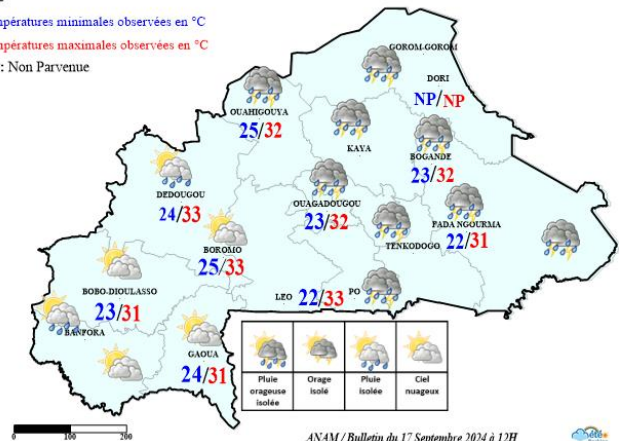 mpératures minimales observées en °C
mpératures maximales observées en °C
: Non Parvenue
GOROM-GOROM
DORI
NP/NP
OUAHIGOUYA
25/32
KAYA
BOGANDE
23/32
DEDOUGOU
24/33
OUAGADOUGOU
23/32
FADA NGOURMA
22/31
BOROMO
25/33
TENKODOGO
BOBO-DIOULASSO
23/31
LEO
22/33
PO
BANFORA
GAOUA
24/31
Pluie orageuse isolée
Orage isolé
Pluie isolée
Ciel nuageux
0 100 200
ANAM / Bulletin du 17 Septembre 2024 à 12H